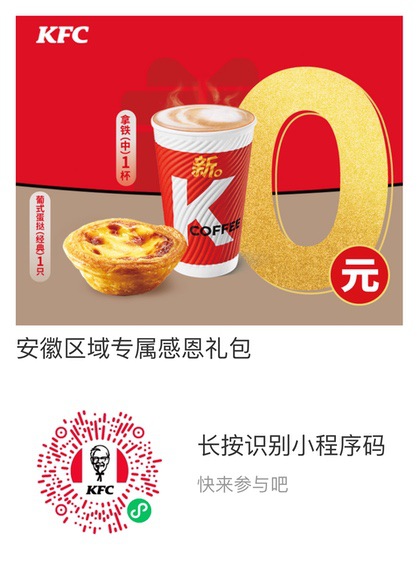 KFC
拿铁(中)1杯
葡式蛋挞(经典)1只
新。
K
COFFEE
0
元
安徽区域专属感恩礼包
长按识别小程序码
快来参与吧
KFC